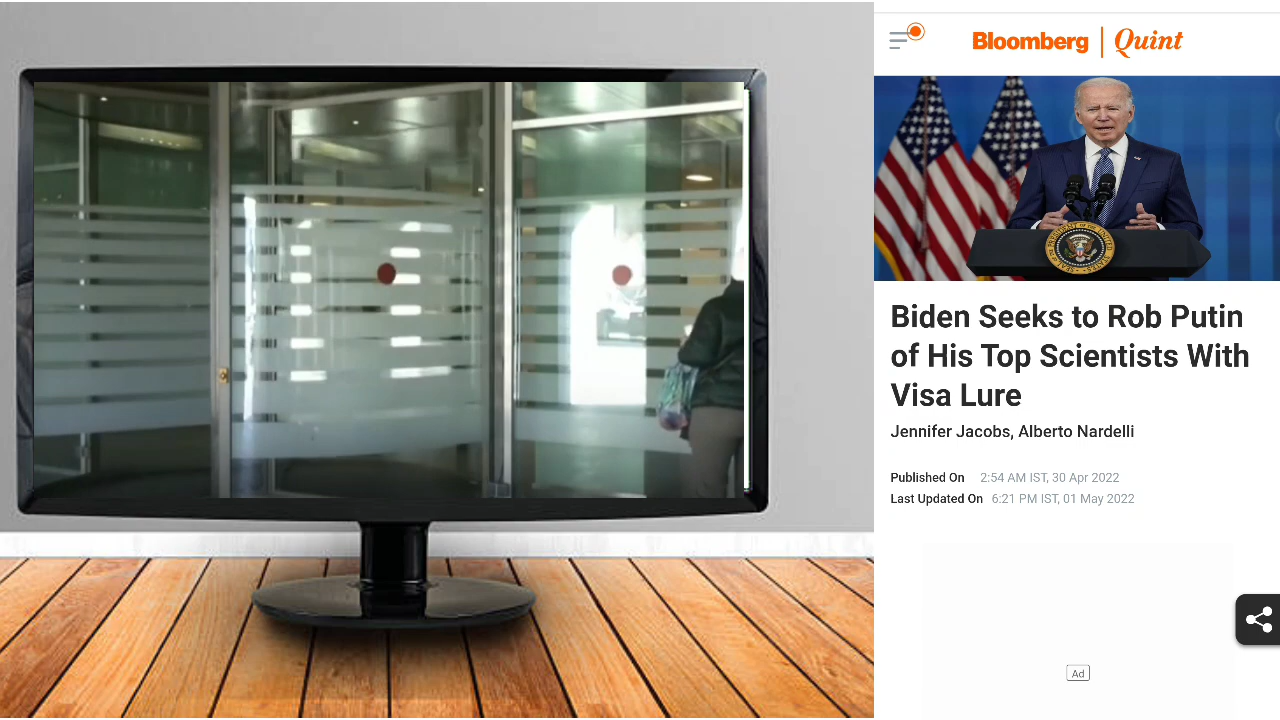 Bloomberg | Quint
Biden Seeks to Rob Putin
of His Top Scientists With
Visa Lure
Jennifer Jacobs, Alberto Nardelli
Published On 2:54 AM IST, 30 Apr 2022
Last Updated On 6:21 PM IST, 01 May 2022
Ad